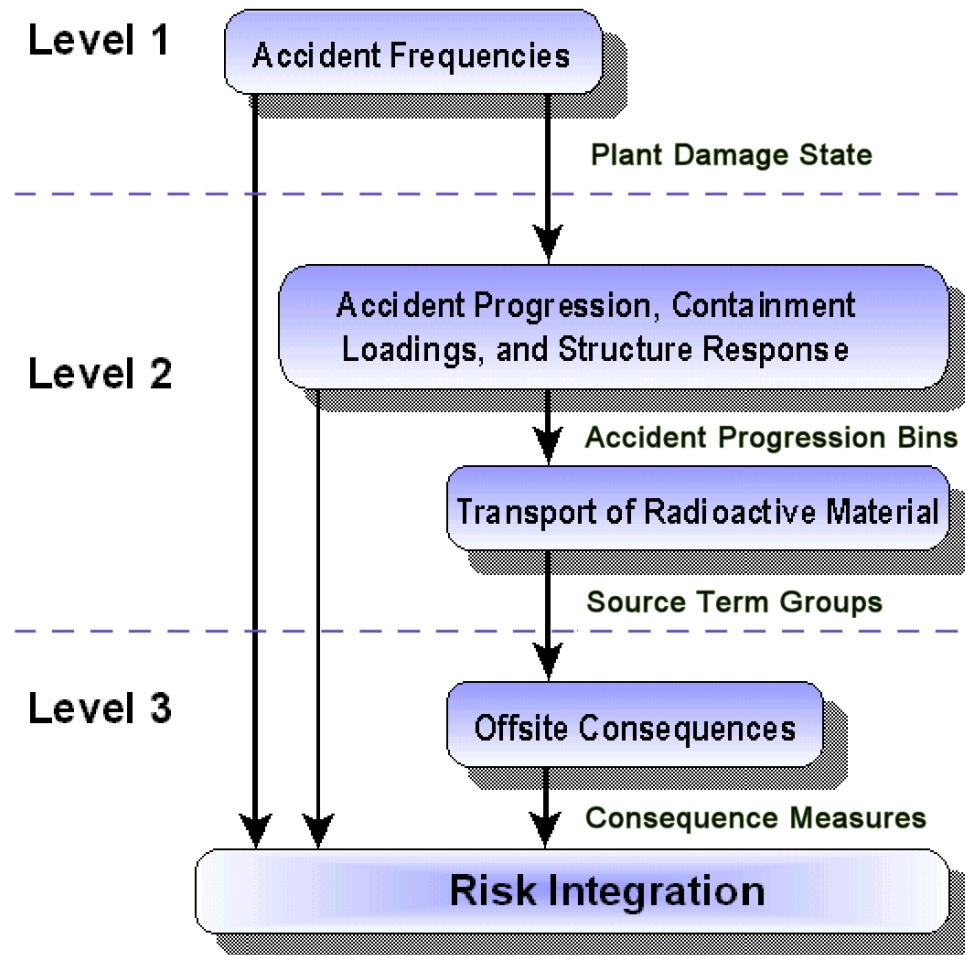 Level 1
Accident Frequencies
Plant Damage State
Level 2
Accident Progression, Containment
Loadings, and Structure Response
Accident Progression Bins
Transport of Radioactive Material
Source Term Groups
Level 3
Offsite Consequences
Consequence Measures
Risk Integration